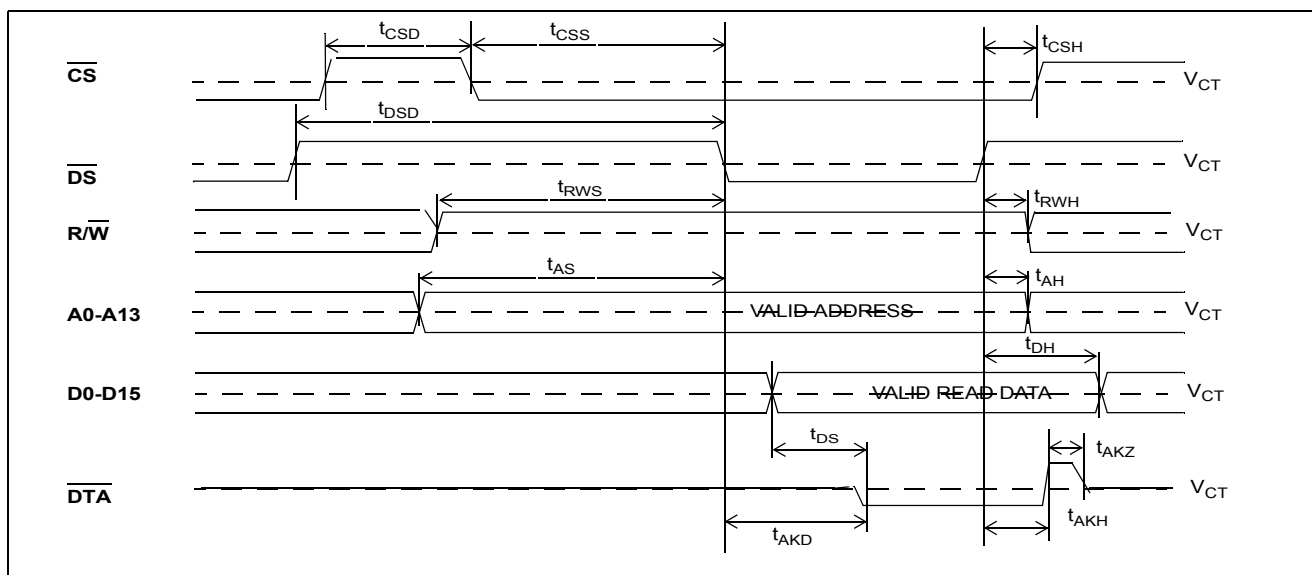 tCSD
tCSS
tCSH
CS
VCT
tDSD
DS
VCT
tRWS
tRWH
R/W
VCT
tAS
tAH
A0-A13
VALID ADDRESS
VCT
tDH
D0-D15
VALID READ DATA
VCT
tDS
tAKZ
DTA
VCT
tAKD
tAKH